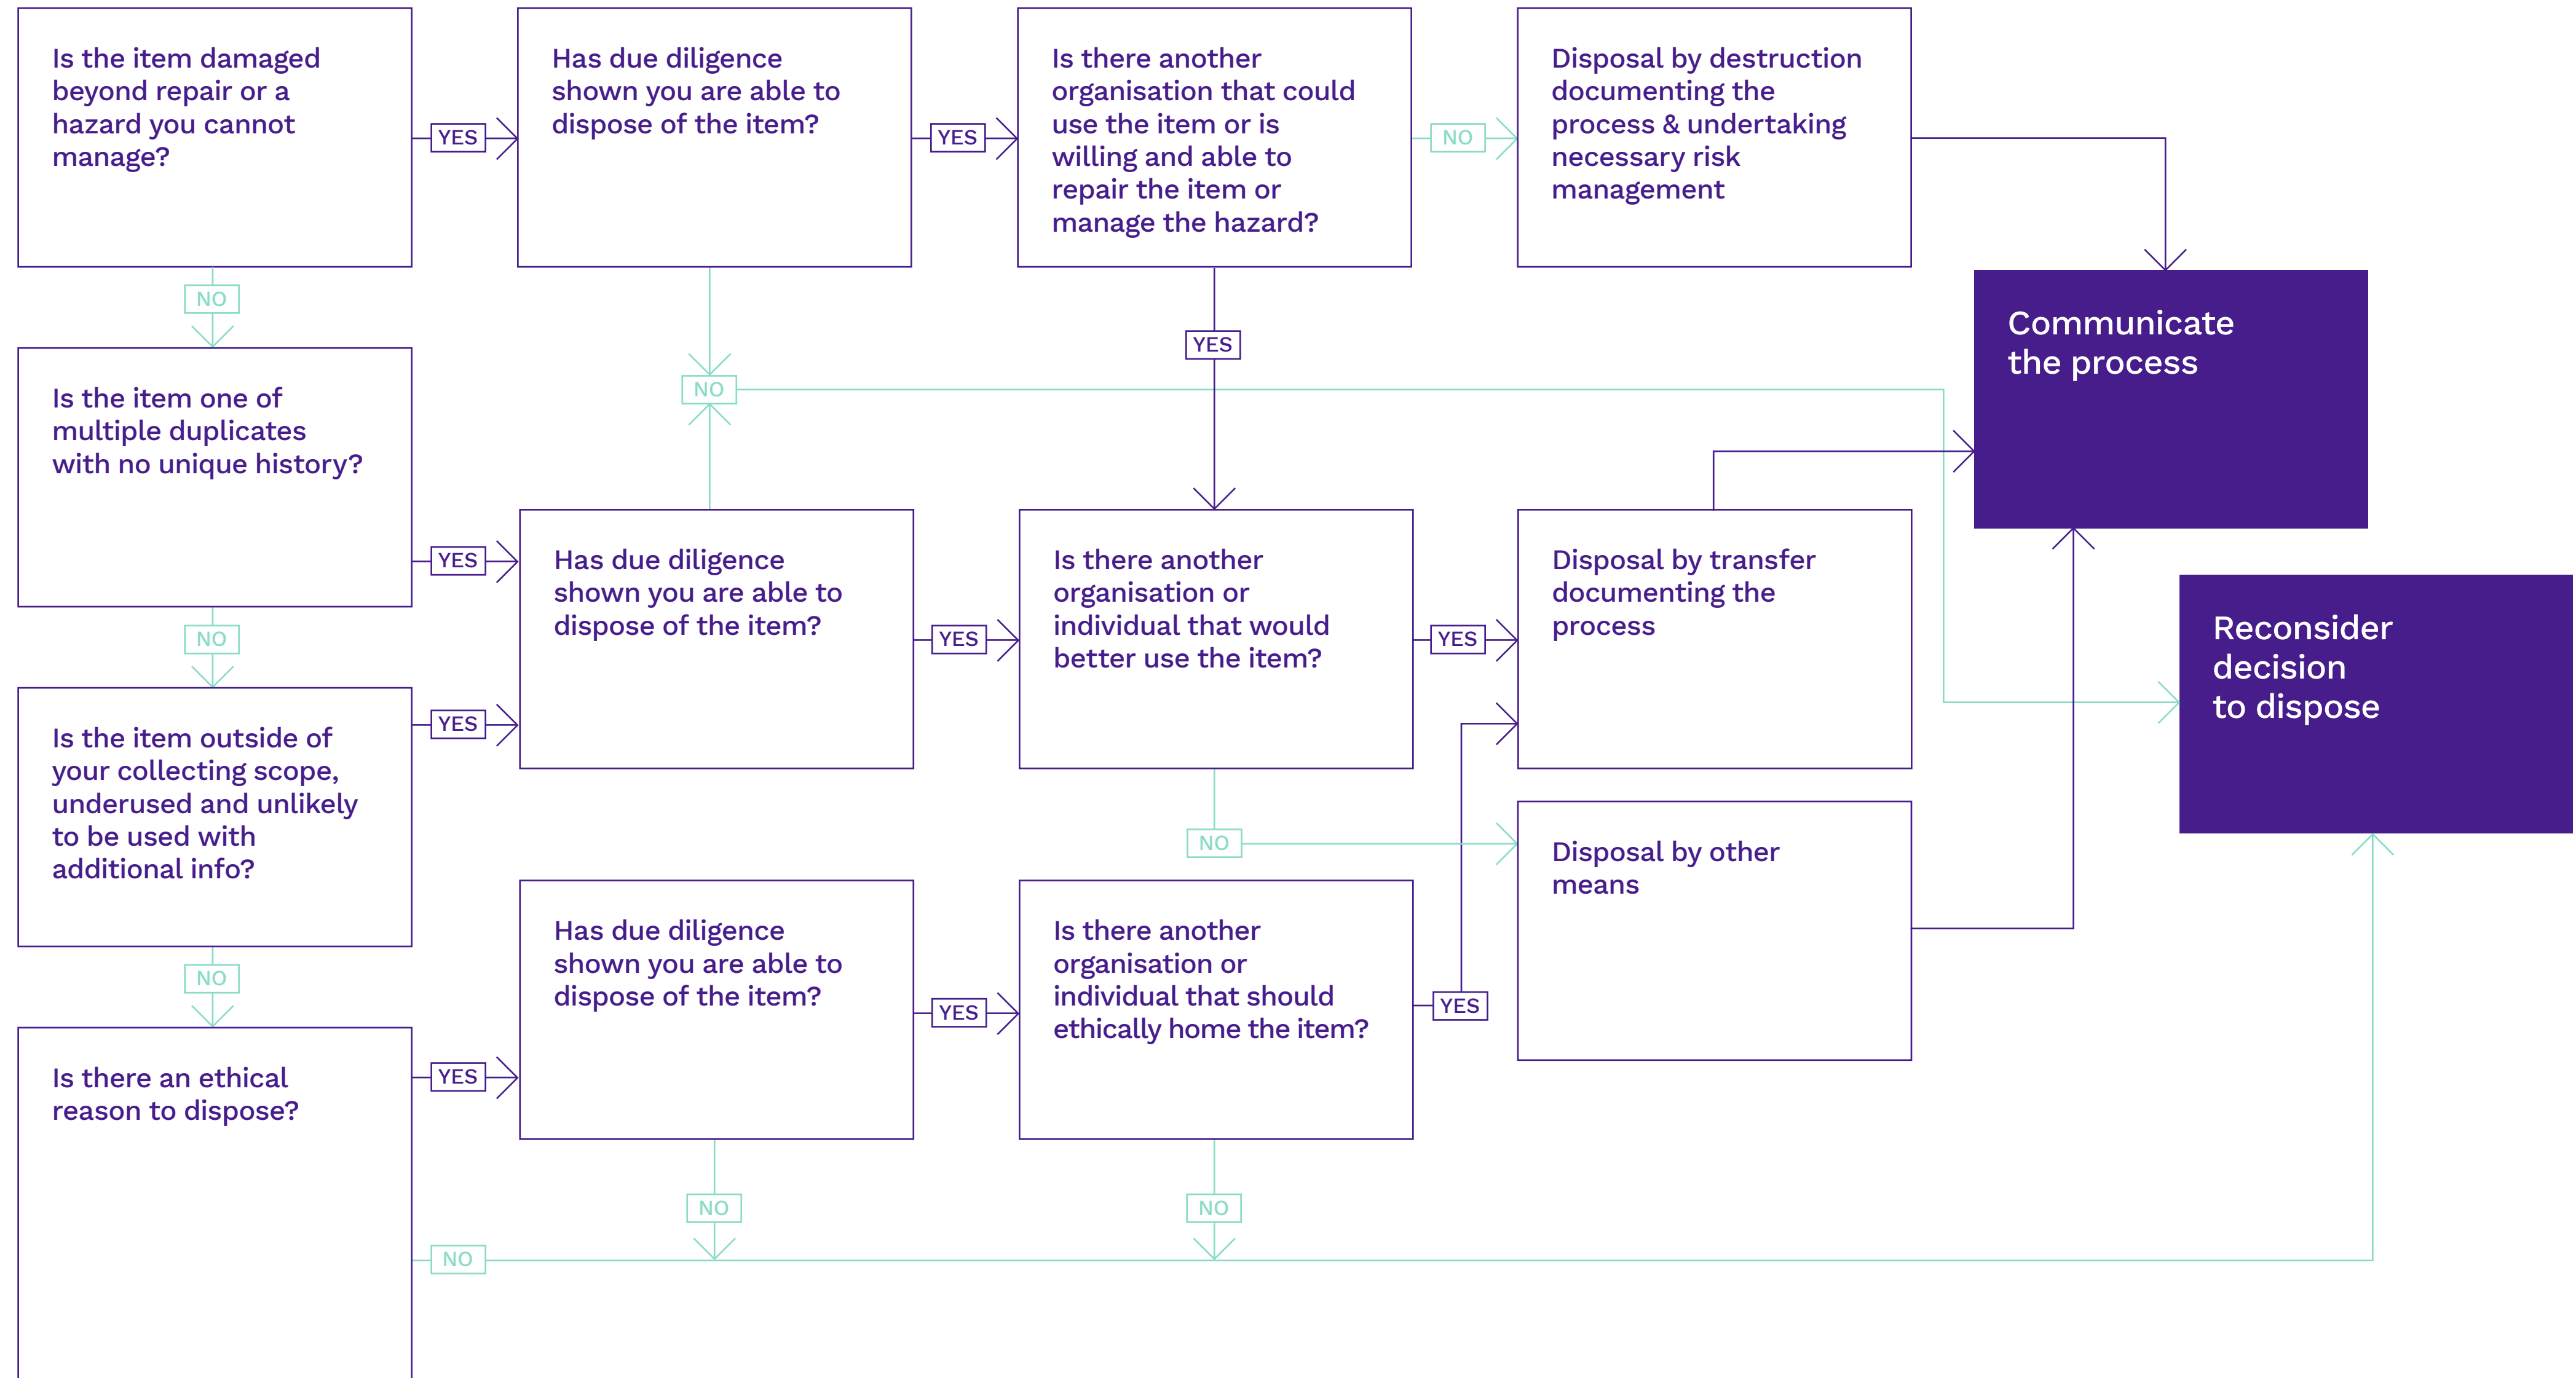 Is the item damaged
beyond repair or a
hazard you cannot
manage?
YES
Has due diligence
shown you are able to
dispose of the item?
YES
Is there another
organisation that could
use the item or is
willing and able to
repair the item or
manage the hazard?
NO
Disposal by destruction
documenting the
process & undertaking
necessary risk
management
NO
YES
NO
Communicate
the process
Is the item one of
multiple duplicates
with no unique history?
YES
Has due diligence
shown you are able to
dispose of the item?
YES
Is there another
organisation or
individual that would
better use the item?
YES
Disposal by transfer
documenting the
process
Reconsider
decision
to dispose
NO
YES
Is the item outside of
your collecting scope,
underused and unlikely
to be used with
additional info?
NO
Disposal by other
means
NO
Has due diligence
shown you are able to
dispose of the item?
YES
Is there another
organisation or
individual that should
ethically home the item?
YES
Is there an ethical
reason to dispose?
YES
NO
NO
NO